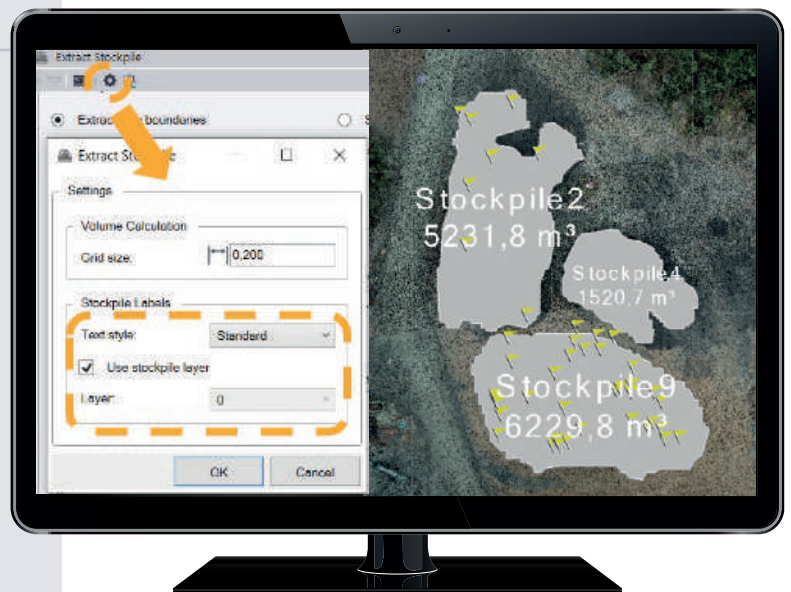 Extract Stockpile
Extract boundaries
Extract Stockpile
Settings
Volume Calculation
Grid size:
0,200
Stockpile Labels
Text style:
Standard
Use stockpile layer
Layer:
0
OK
Cancel
Stockpile2
5231,8 m³
Stockpile4
1520,7 m³
Stockpile9
6229,8 m³